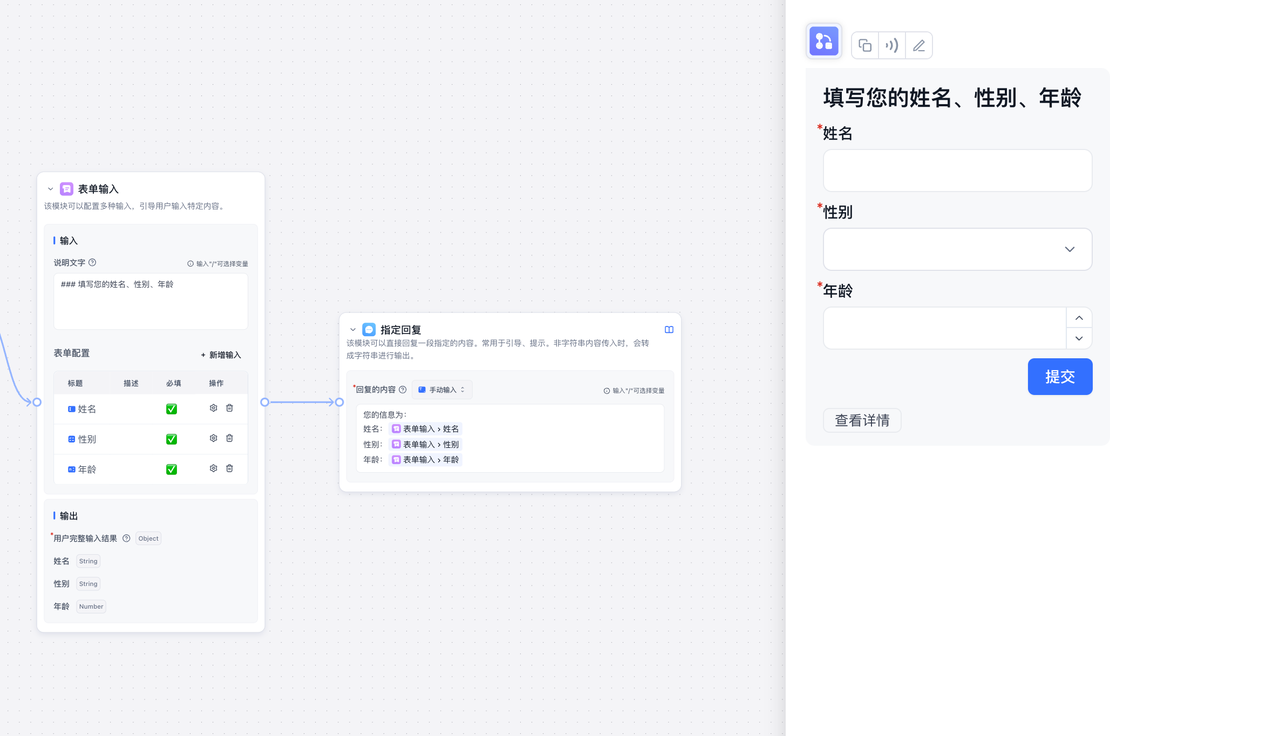 表单输入
该模块可以配置多种输入，引导用户输入特定内容。
输入
说明文字 输入"/"可选择变量
### 填写您的姓名、性别、年龄
表单配置 + 新增输入
标题 描述 必填 操作
姓名
性别
年龄
输出
*用户完整输入结果 Object
姓名 String
性别 String
年龄 Number
指定回复
该模块可以直接回复一段指定的内容。常用于引导、提示。非字符串内容传入时，会转
成字符串进行输出。
*回复的内容 手动输入 输入"/"可选择变量
您的信息为：
姓名： 表单输入 › 姓名
性别： 表单输入 › 性别
年龄： 表单输入 › 年龄
填写您的姓名、性别、年龄
*姓名
*性别
*年龄
提交
查看详情